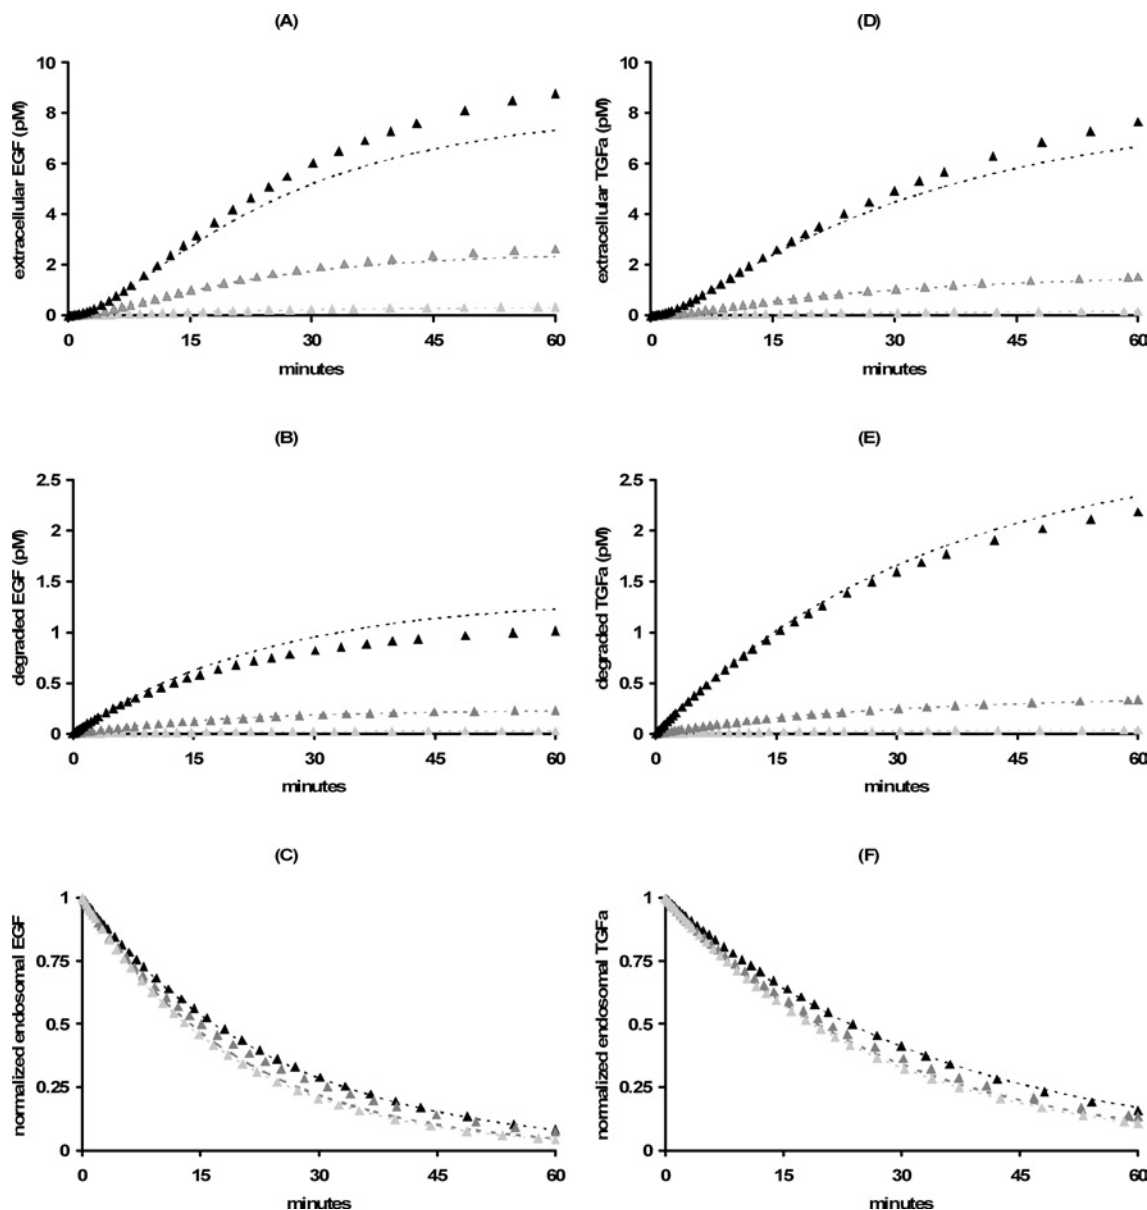 (A)
extracellular EGF (pM)
10
8
6
4
2
0
0 15 30 45 60
minutes
(D)
extracellular TGFa (pM)
10
8
6
4
2
0
0 15 30 45 60
minutes
(B)
degraded EGF (pM)
2.5
2
1.5
1
0.5
0
0 15 30 45 60
minutes
(E)
degraded TGFa (pM)
2.5
2
1.5
1
0.5
0
0 15 30 45 60
minutes
(C)
normalized endosomal EGF
1
0.75
0.5
0.25
0
0 15 30 45 60
minutes
(F)
normalized endosomal TGFa
1
0.75
0.5
0.25
0
0 15 30 45 60
minutes